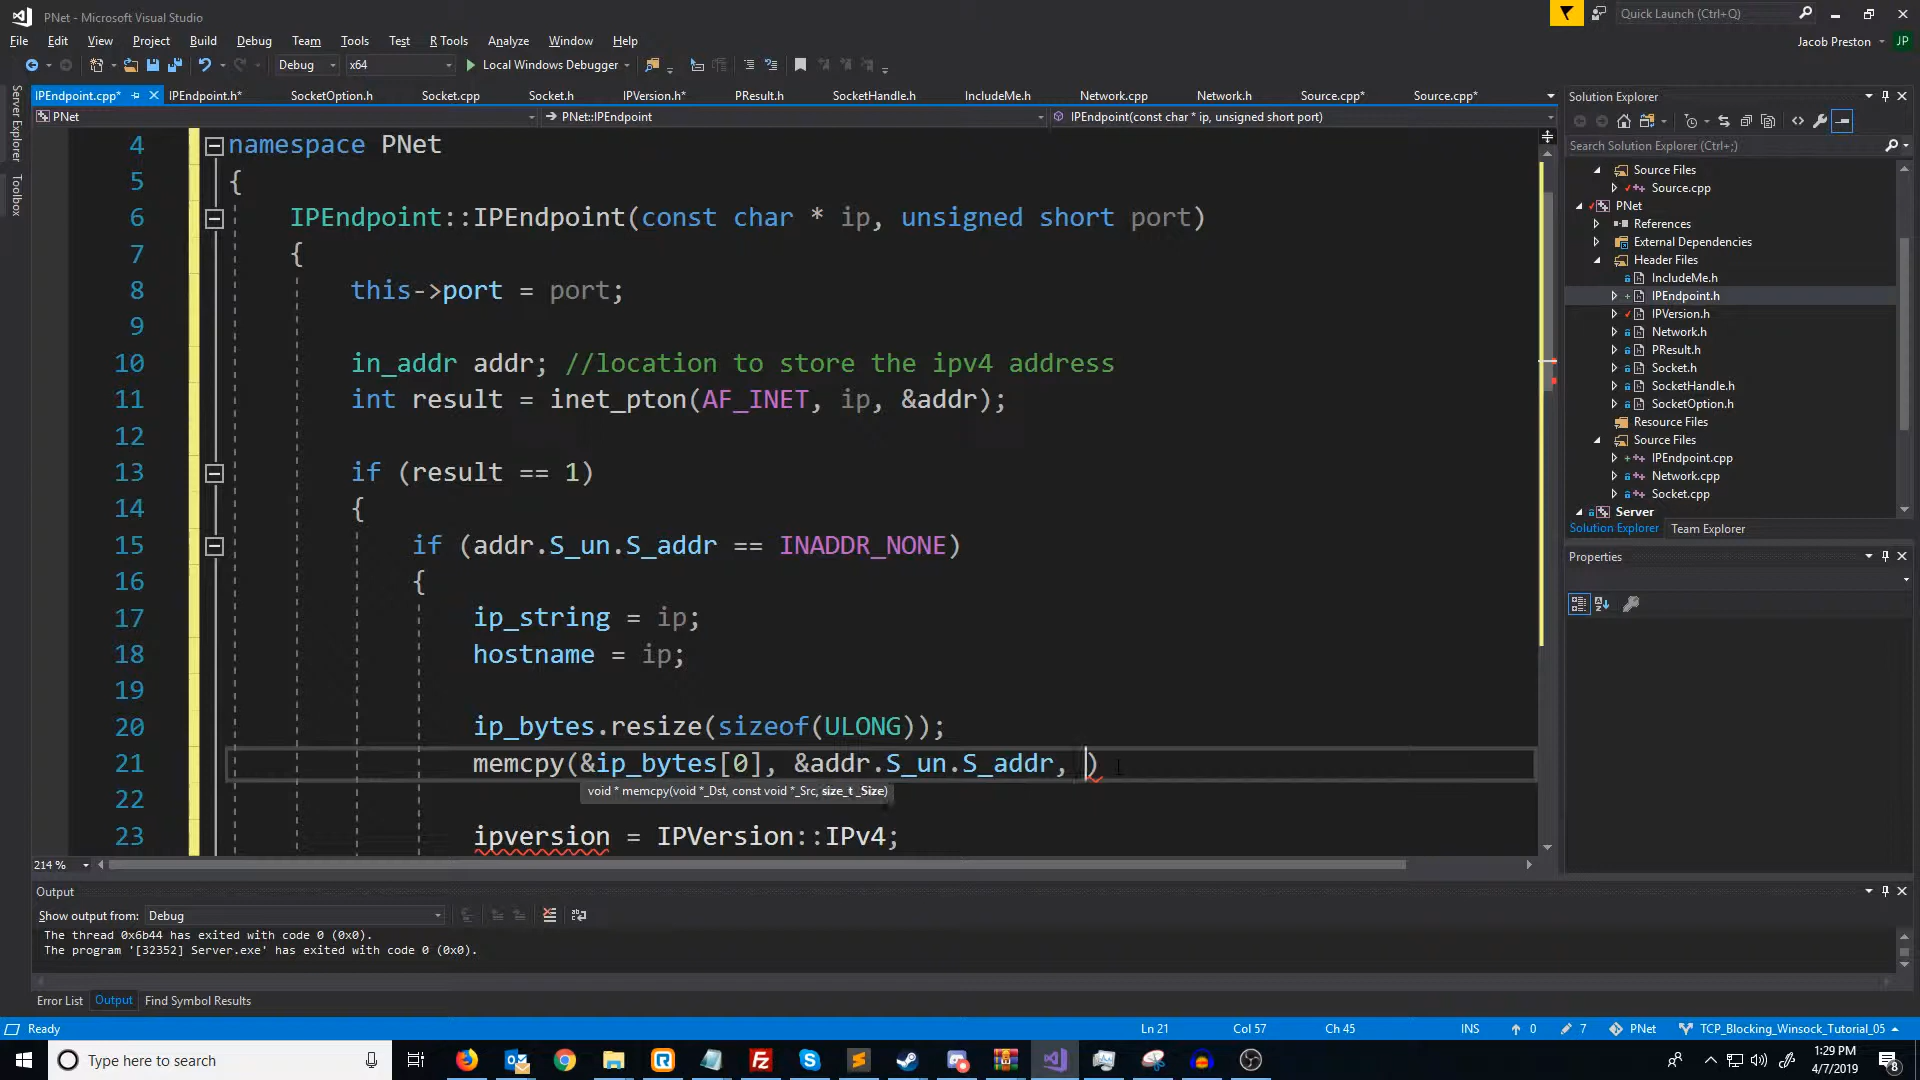 PNet - Microsoft Visual Studio
Quick Launch (Ctrl+Q)
File Edit View Project Build Debug Team Tools Test R Tools Analyze Window Help
Jacob Preston JP
Debug x64 Local Windows Debugger
IPEndpoint.cpp* IPEndpoint.h* SocketOption.h Socket.cpp Socket.h IPVersion.h* PResult.h SocketHandle.h IncludeMe.h Network.cpp Network.h Source.cpp* Source.cpp*
PNet PNet::IPEndpoint IPEndpoint(const char * ip, unsigned short port)
Server Explorer
Toolbox
4 namespace PNet
5 {
6 IPEndpoint::IPEndpoint(const char * ip, unsigned short port)
7 {
8 this->port = port;
9
10 in_addr addr; //location to store the ipv4 address
11 int result = inet_pton(AF_INET, ip, &addr);
12
13 if (result == 1)
14 {
15 if (addr.S_un.S_addr == INADDR_NONE)
16 {
17 ip_string = ip;
18 hostname = ip;
19
20 ip_bytes.resize(sizeof(ULONG));
21 memcpy(&ip_bytes[0], &addr.S_un.S_addr, )
void * memcpy(void *_Dst, const void *_Src, size_t _Size)
22
23 ipversion = IPVersion::IPv4;
214 %
Solution Explorer
Search Solution Explorer (Ctrl+;)
Source Files
Source.cpp
PNet
References
External Dependencies
Header Files
IncludeMe.h
IPEndpoint.h
IPVersion.h
Network.h
PResult.h
Socket.h
SocketHandle.h
SocketOption.h
Resource Files
Source Files
IPEndpoint.cpp
Network.cpp
Socket.cpp
Server
Solution Explorer Team Explorer
Properties
Output
Show output from: Debug
The thread 0x6b44 has exited with code 0 (0x0).
The program '[32352] Server.exe' has exited with code 0 (0x0).
Error List Output Find Symbol Results
Ready Ln 21 Col 57 Ch 45 INS 0 7 PNet TCP_Blocking_Winsock_Tutorial_05
Type here to search
1:29 PM
4/7/2019
8